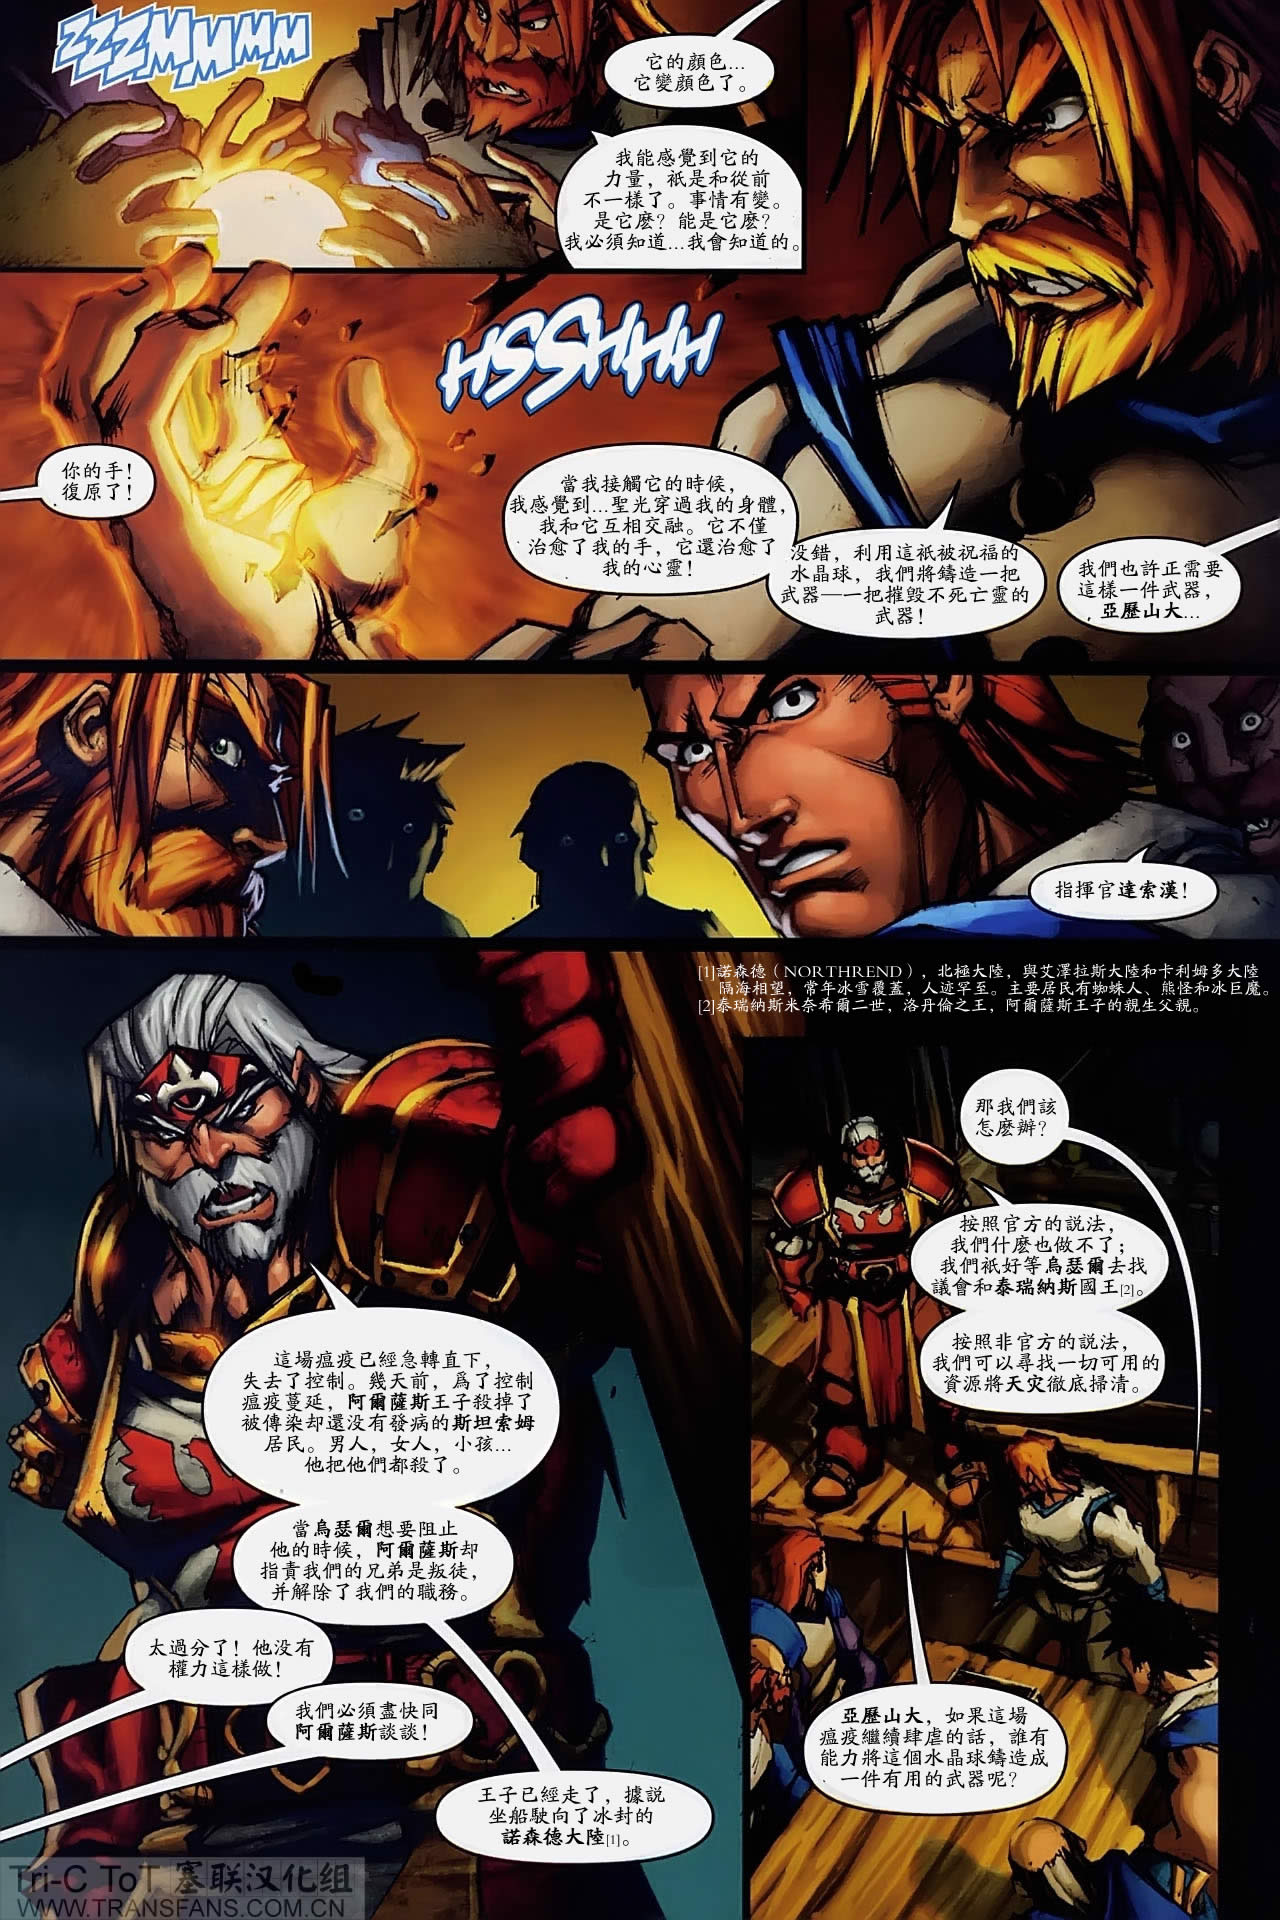 ZZZMMMMM
它的顔色...
它變顔色了。
我能感覺到它的
力量，衹是和從前
不一樣了。事情有變。
是它麽？能是它麽？
我必須知道...我會知道的。
HSSHHHH
你的手！
復原了！
當我接觸它的時候，
我感覺到...聖光穿過我的身體，
我和它互相交融。它不僅
治愈了我的手，它還治愈了
我的心靈！
没錯，利用這衹被祝福的
水晶球，我們將鑄造一把
武器—一把摧毁不死亡靈的
武器！
我們也許正需要
這樣一件武器，
亞歷山大...
指揮官達索漢！
[1]諾森德（NORTHREND），北極大陸，與艾澤拉斯大陸和卡利姆多大陸
隔海相望，常年冰雪覆蓋，人迹罕至。主要居民有蜘蛛人、熊怪和冰巨魔。
[2]泰瑞納斯米奈希爾二世，洛丹倫之王，阿爾薩斯王子的親生父親。
這場瘟疫已經急轉直下，
失去了控制。幾天前，爲了控制
瘟疫蔓延，阿爾薩斯王子殺掉了
被傳染却還没有發病的斯坦索姆
居民。男人，女人，小孩...
他把他們都殺了。
當烏瑟爾想要阻止
他的時候，阿爾薩斯却
指責我們的兄弟是叛徒，
并解除了我們的職務。
太過分了！他没有
權力這樣做！
我們必須盡快同
阿爾薩斯談談！
王子已經走了，據説
坐船駛向了冰封的
諾森德大陸[1]。
那我們該
怎麽辦？
按照官方的説法，
我們什麽也做不了；
我們衹好等烏瑟爾去找
議會和泰瑞納斯國王[2]。
按照非官方的説法，
我們可以尋找一切可用的
資源將天灾徹底掃清。
亞歷山大，如果這場
瘟疫繼續肆虐的話，誰有
能力將這個水晶球鑄造成
一件有用的武器呢？
Tri-C ToT 塞联汉化组
WWW.TRANSFANS.COM.CN